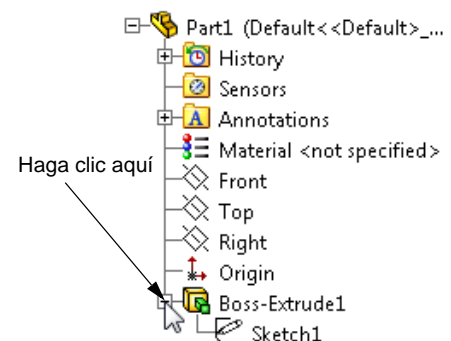 Part1 (Default<<Default>_...
History
Sensors
A Annotations
Material <not specified>
Haga clic aquí
Front
Top
Right
Origin
Boss-Extrude1
Sketch1